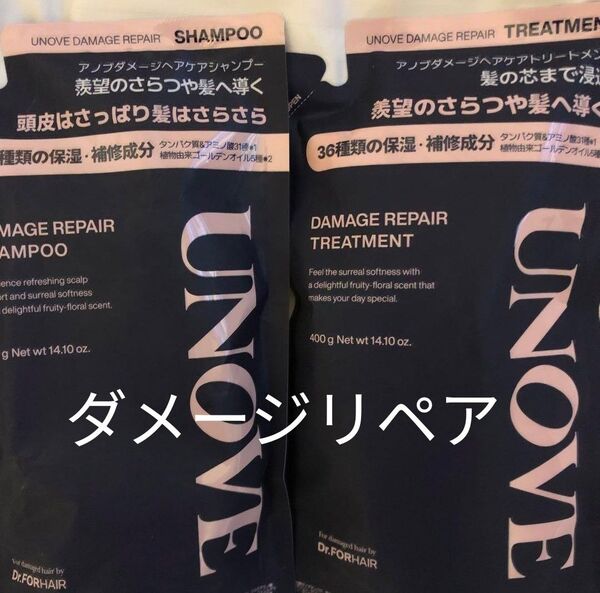 UNOVE DAMAGE REPAIR SHAMPOO
アノブダメージヘアケアシャンプー
羨望のさらつや髪へ導く
頭皮はさっぱり髪はさらさら
種類の保湿・補修成分 タンパク質&アミノ酸31種※1
植物由来ゴールデンオイル5種※2
MAGE REPAIR
AMPOO
ience refreshing scalp
ort and surreal softness
delightful fruity-floral scent.
g Net wt 14.10 oz.
UNOVE
For damaged hair by
Dr.FORHAIR
UNOVE DAMAGE REPAIR TREATMEN
アノブダメージヘアケアトリートメン
髪の芯まで浸透
羨望のさらつや髪へ導く
36種類の保湿・補修成分 タンパク質&アミノ酸31種※1
植物由来ゴールデンオイル5種※
DAMAGE REPAIR
TREATMENT
Feel the surreal softness with
a delightful fruity-floral scent that
makes your day special.
400 g Net wt 14.10 oz.
UNOVE
For damaged hair by
Dr.FORHAIR
ダメージリペア